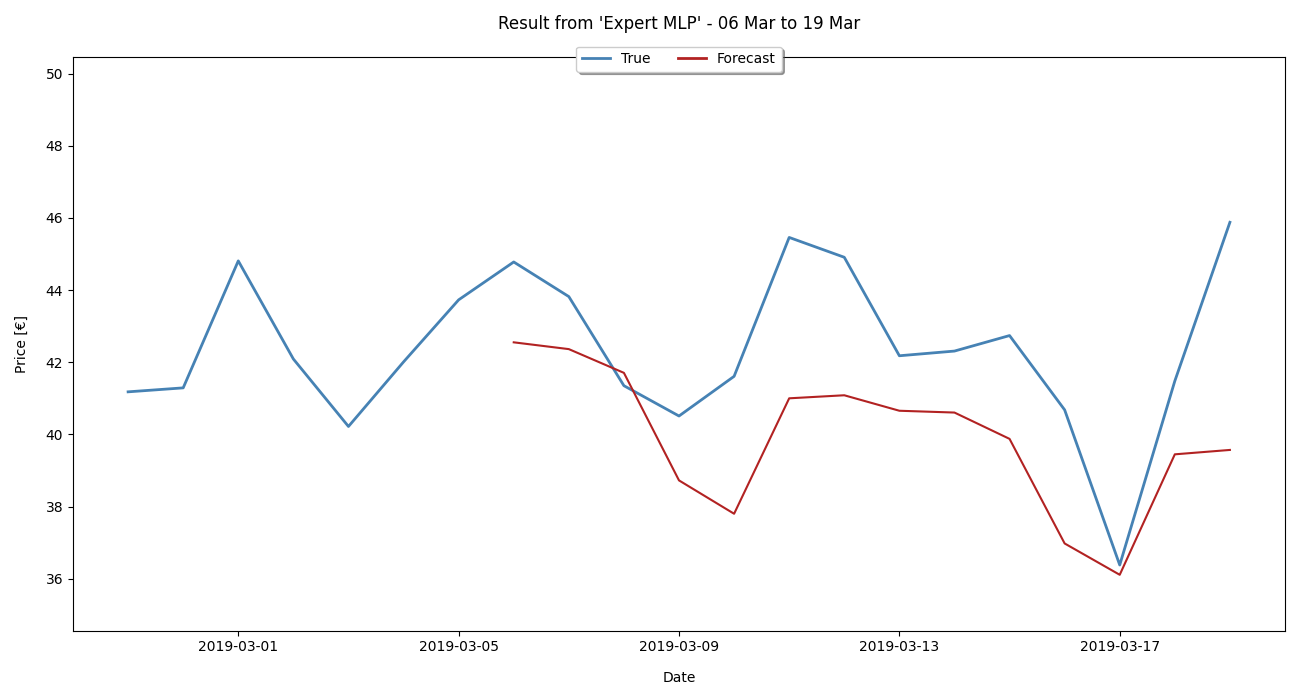 Result from 'Expert MLP' - 06 Mar to 19 Mar
True Forecast
50
48
46
44
42
40
38
36
Price [€]
2019-03-01 2019-03-05 2019-03-09 2019-03-13 2019-03-17
Date